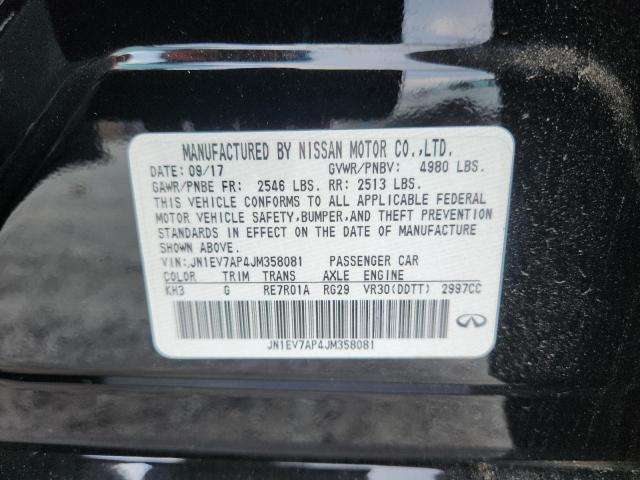 MANUFACTURED BY NISSAN MOTOR CO.,LTD.
DATE: 09/17 GVWR/PNBV: 4980 LBS.
GAWR/PNBE FR: 2546 LBS. RR: 2513 LBS.
THIS VEHICLE CONFORMS TO ALL APPLICABLE FEDERAL
MOTOR VEHICLE SAFETY,BUMPER,AND THEFT PREVENTION
STANDARDS IN EFFECT ON THE DATE OF MANUFACTURE
SHOWN ABOVE.
VIN:JN1EV7AP4JM358081 PASSENGER CAR
COLOR TRIM TRANS AXLE ENGINE
KH3 G RE7R01A RG29 VR30(DDTT) 2997CC
JN1EV7AP4JM358081